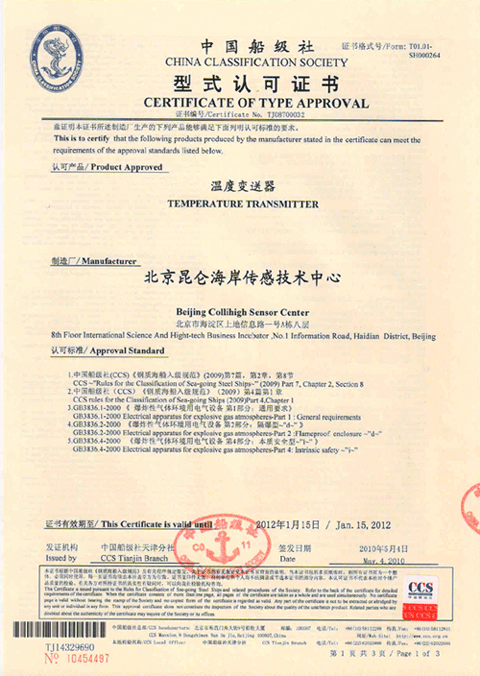 中国船级社
证书格式号/Form: T01.01-
SH000264
CHINA CLASSIFICATION SOCIETY
型式认可证书
CERTIFICATE OF TYPE APPROVAL
证书编号/Certificate No. TJ08T00032
兹证明本证书所述制造厂生产的下列产品能够满足下面列明认可标准的要求。
This is to certify that the following products produced by the manufacturer stated in the certificate can meet the
requirements of the approval standards listed below.
认可产品/ Product Approved
温度变送器
TEMPERATURE TRANSMITTER
制造厂/ Manufacturer
北京昆仑海岸传感技术中心
Beijing Collihigh Sensor Center
北京市海淀区上地信息路一号A栋八层
8th Floor International Science And Hight-tech Business Incubator ,No.1 Information Road, Haidian District, Beijing
认可标准/ Approval Standard
1.中国船级社(CCS)《钢质海船入级规范》(2009)第7篇，第2章，第8节
CCS ~"Rules for the Classification of Sea-going Steel Ships-" (2009) Part 7, Chapter 2, Section 8
2.中国船级社(CCS)《钢质海船入级规范》(2009)第4篇第1章
CCS rules for the Classification of Sea-going Ships (2009)Part 4,Chapter 1
3.GB3836.1-2000 《爆炸性气体环境用电气设备 第1部分：通用要求》
GB3836.1-2000 Electrical apparatus for explosive gas atmospheres-Part 1 : General requirements
4.GB3836.2-2000 《爆炸性气体环境用电气设备 第2部分：隔爆型~"d~"》
GB3836.2-2000 Electrical apparatus for explosive gas atmospheres-Part 2 :Flameproof enclosure ~"d~"
5.GB3836.4-2000 《爆炸性气体环境用电气设备 第4部分：本质安全型~"i~"》
GB3836.4-2000 Electrical apparatus for explosive gas atmospheres-Part 4: Intrinsic safety ~"i~"
证书有效期至/ This Certificate is valid until 2012年1月15日 / Jan. 15, 2012
发证机构 中国船级社天津分社 签发日期 2010年5月4日
Issued by CCS Tianjin Branch Date May.4,2010
CO 11
CCS
中国船级社总部/CCS headquarters:
TJ14329690
№ 10454497
第 1 页 共 3 页 / Page 1 of 3